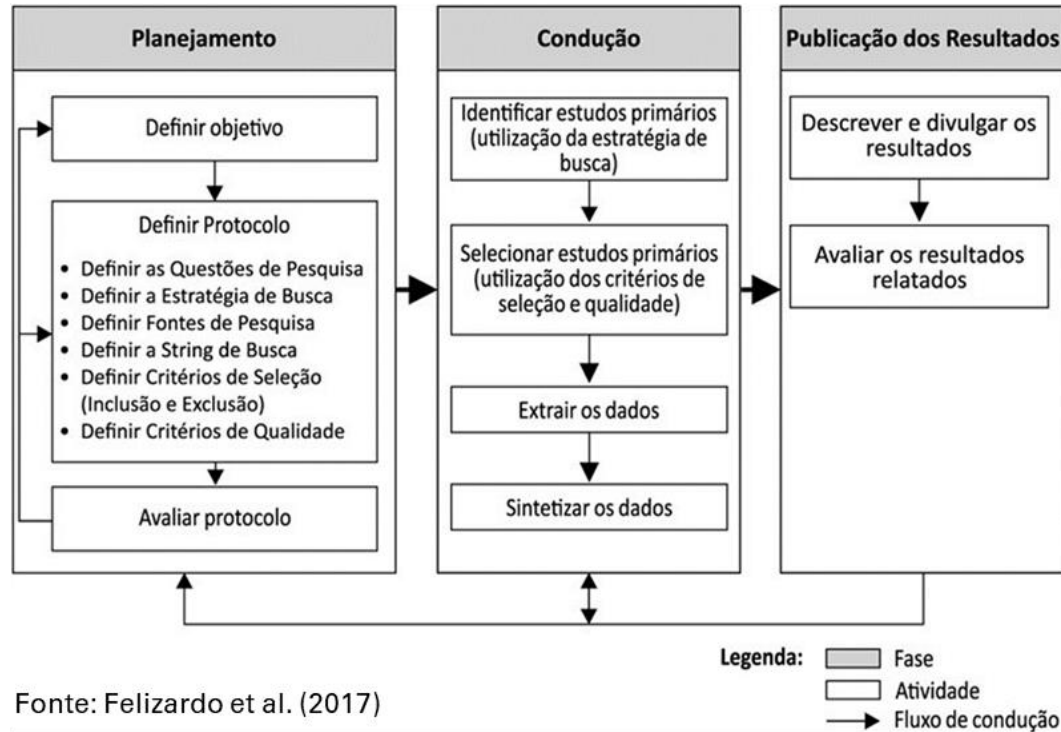 Planejamento
Definir objetivo
Definir Protocolo
• Definir as Questões de Pesquisa
• Definir a Estratégia de Busca
• Definir Fontes de Pesquisa
• Definir a String de Busca
• Definir Critérios de Seleção
(Inclusão e Exclusão)
• Definir Critérios de Qualidade
Avaliar protocolo
Condução
Identificar estudos primários
(utilização da estratégia de
busca)
Selecionar estudos primários
(utilização dos critérios de
seleção e qualidade)
Extrair os dados
Sintetizar os dados
Publicação dos Resultados
Descrever e divulgar os
resultados
Avaliar os resultados
relatados
Legenda:
Fase
Atividade
Fluxo de condução
Fonte: Felizardo et al. (2017)